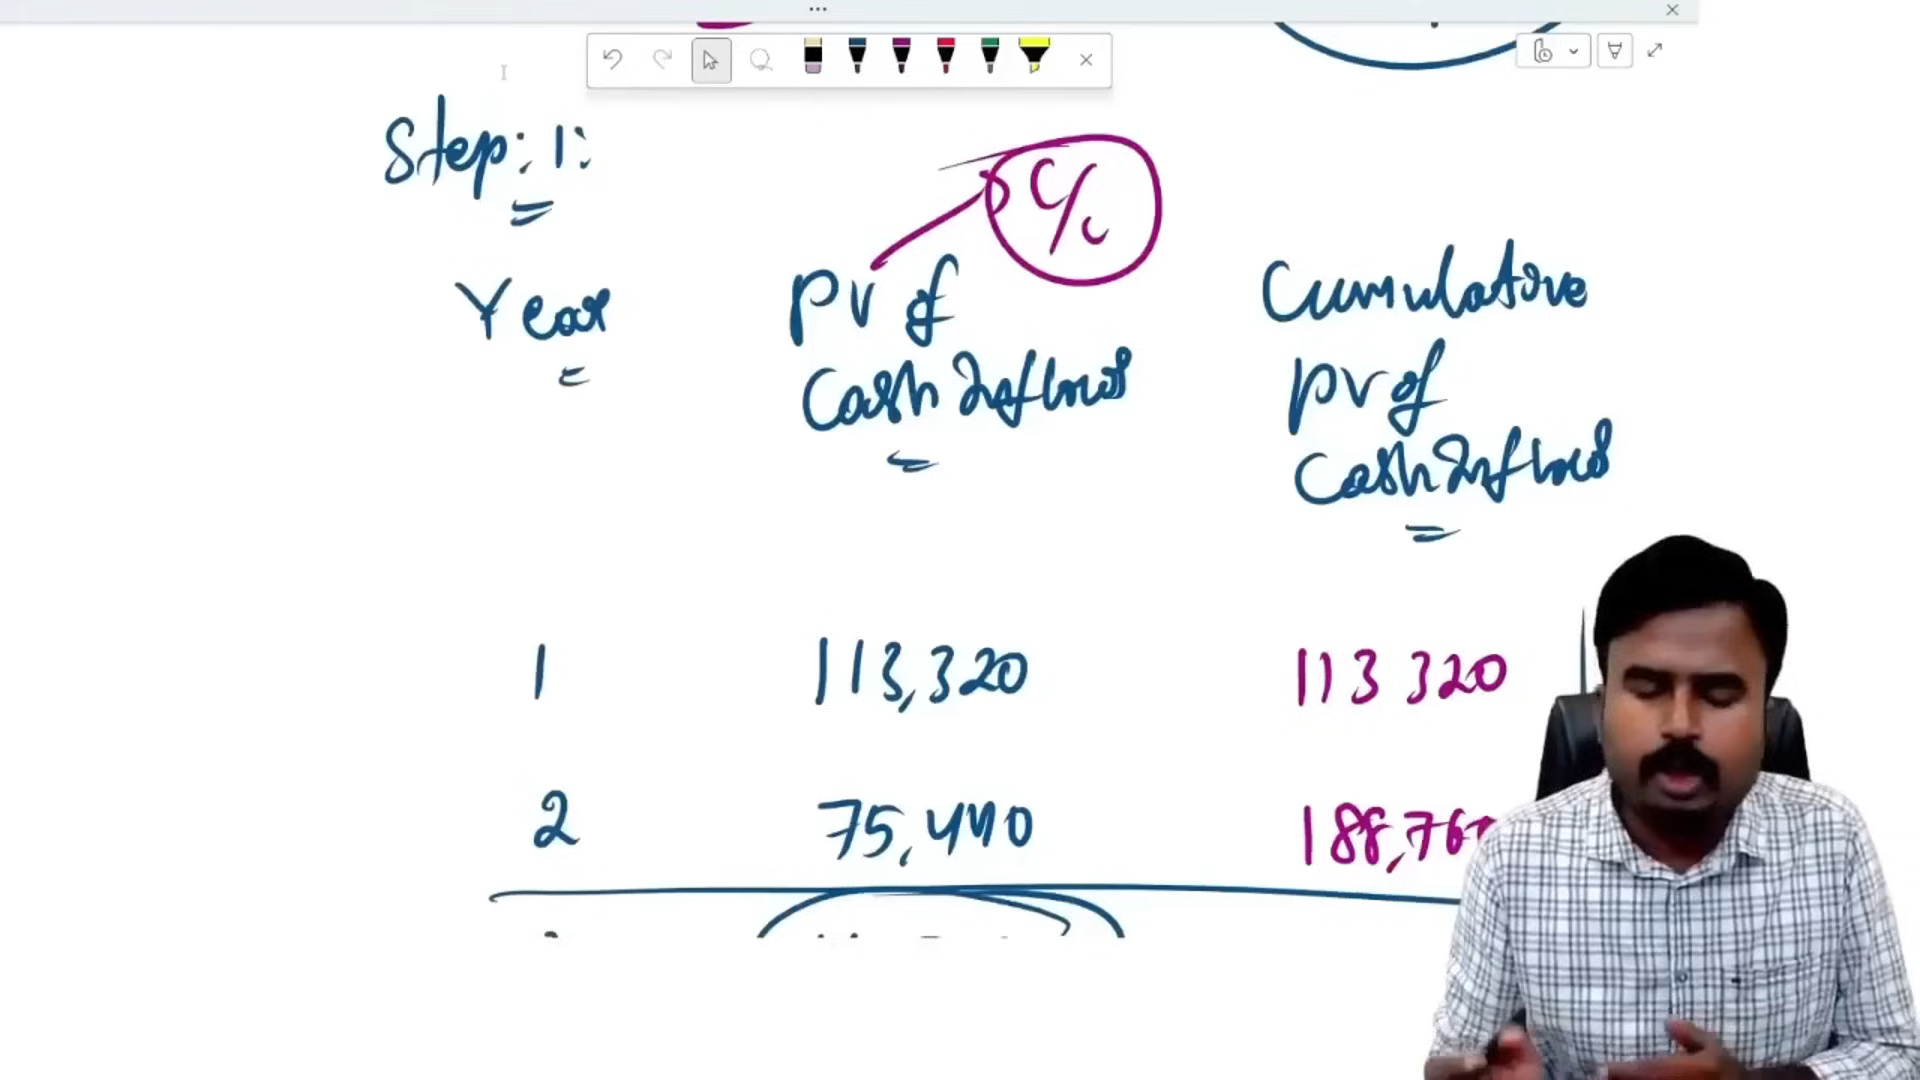 Step: 1:
C/C
Year PV of Cumulative
Cash Inflows PV of
Cash Inflows
1 113,320 113 320
2 75,440 188,760